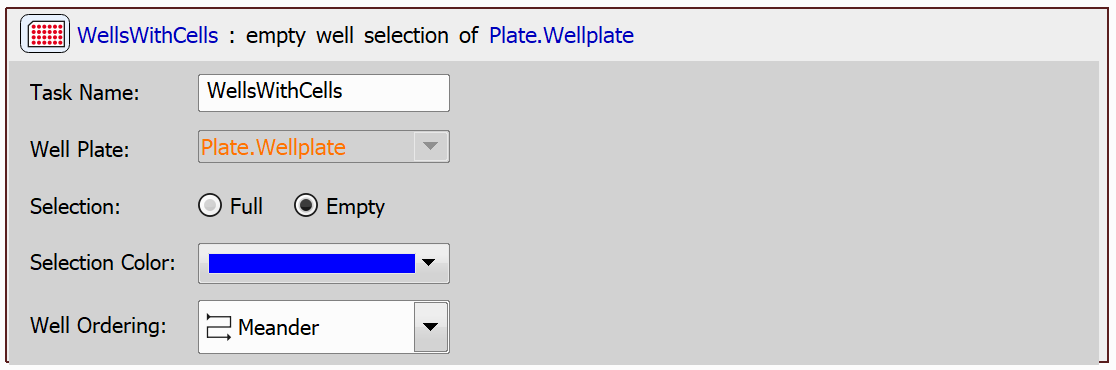 WellsWithCells : empty well selection of Plate.Wellplate
Task Name: WellsWithCells
Well Plate: Plate.Wellplate
Selection: Full Empty
Selection Color:
Well Ordering: Meander